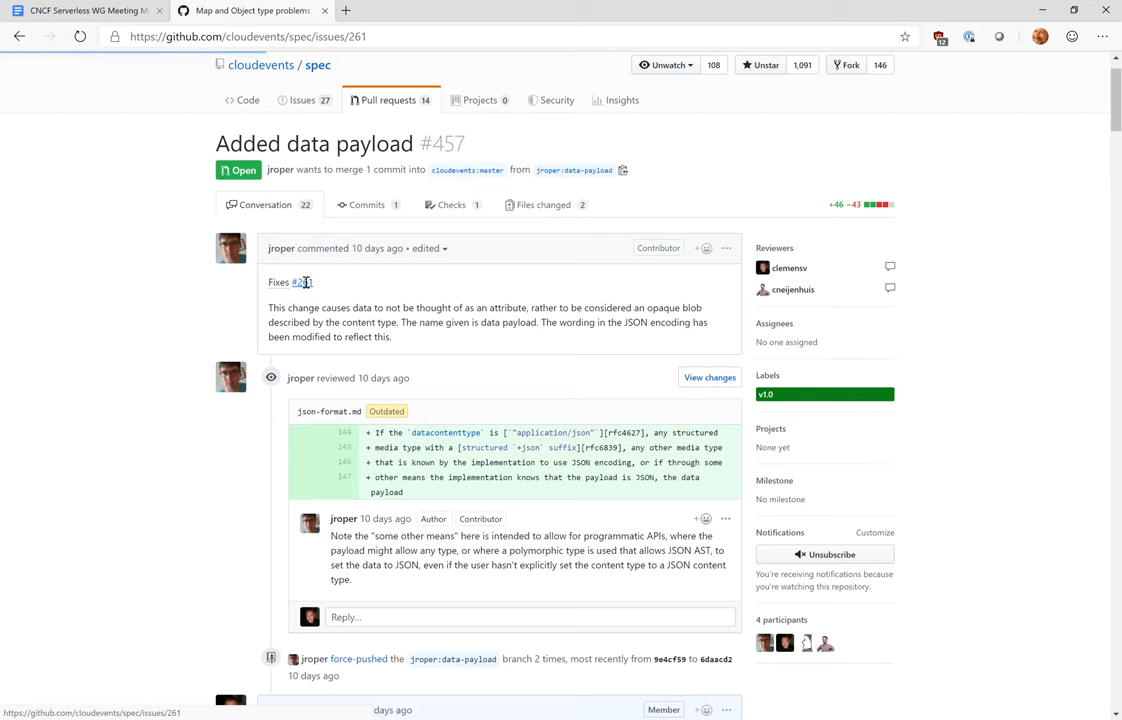 CNCF Serverless WG Meeting M
Map and Object type problems
https://github.com/cloudevents/spec/issues/261
12
cloudevents / spec
Unwatch 108
Unstar 1,091
Fork 146
Code
Issues 27
Pull requests 14
Projects 0
Security
Insights
Added data payload #457
Open jroper wants to merge 1 commit into cloudevents:master from jroper:data-payload
Conversation 22
Commits 1
Checks 1
Files changed 2
+46 −43
jroper commented 10 days ago • edited
Contributor
Fixes #261
This change causes data to not be thought of as an attribute, rather to be considered an opaque blob
described by the content type. The name given is data payload. The wording in the JSON encoding has
been modified to reflect this.
jroper reviewed 10 days ago
View changes
json-format.md Outdated
144 + If the `datacontenttype` is [`"application/json"`][rfc4627], any structured
145 + media type with a [structured `+json` suffix][rfc6839], any other media type
146 + that is known by the implementation to use JSON encoding, or if through some
147 + other means the implementation knows that the payload is JSON, the data
payload
jroper 10 days ago Author Contributor
Note the "some other means" here is intended to allow for programmatic APIs, where the
payload might allow any type, or where a polymorphic type is used that allows JSON AST, to
set the data to JSON, even if the user hasn't explicitly set the content type to a JSON content
type.
Reply...
jroper force-pushed the jroper:data-payload branch 2 times, most recently from 9e4cf59 to 6daacd2
10 days ago
days ago
Member
Reviewers
clemensv
cneijenhuis
Assignees
No one assigned
Labels
v1.0
Projects
None yet
Milestone
No milestone
Notifications Customize
Unsubscribe
You're receiving notifications because
you're watching this repository.
4 participants
https://github.com/cloudevents/spec/issues/261